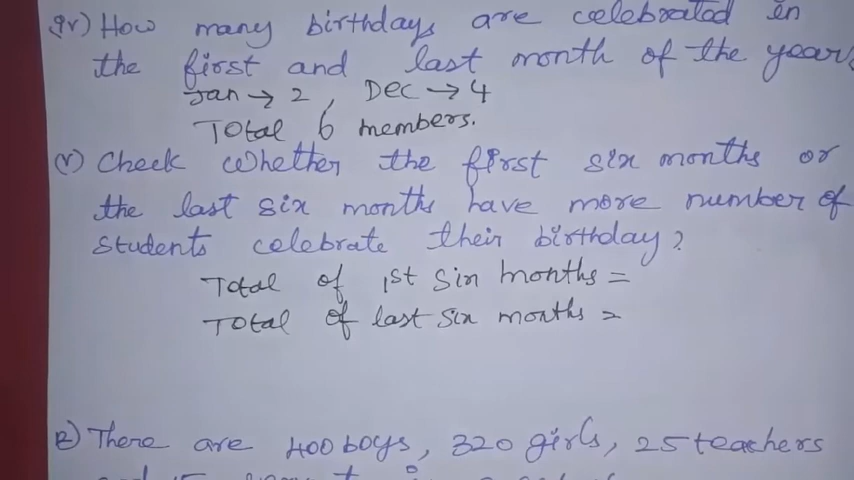 iv) How many birthdays are celebrated in
the first and last month of the year
Jan → 2, Dec → 4
Total 6 members.
(v) Check whether the first six months or
the last six months have more number of
students celebrate their birthday?
Total of 1st Sin months =
Total of last six months =
2) There are 400 boys, 320 girls, 25 teachers